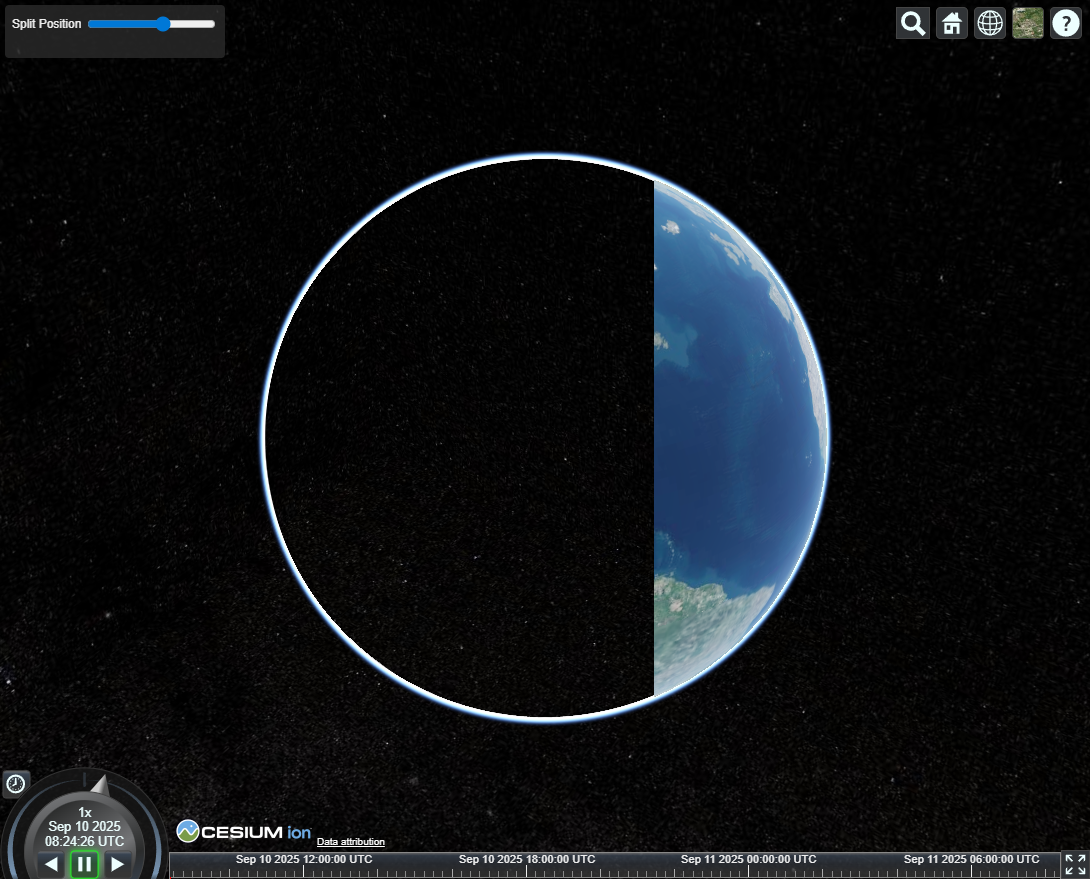 Split Position
?
1x
Sep 10 2025
08:24:26 UTC
CESIUM ion
Data attribution
Sep 10 2025 12:00:00 UTC
Sep 10 2025 18:00:00 UTC
Sep 11 2025 00:00:00 UTC
Sep 11 2025 06:00:00 UTC